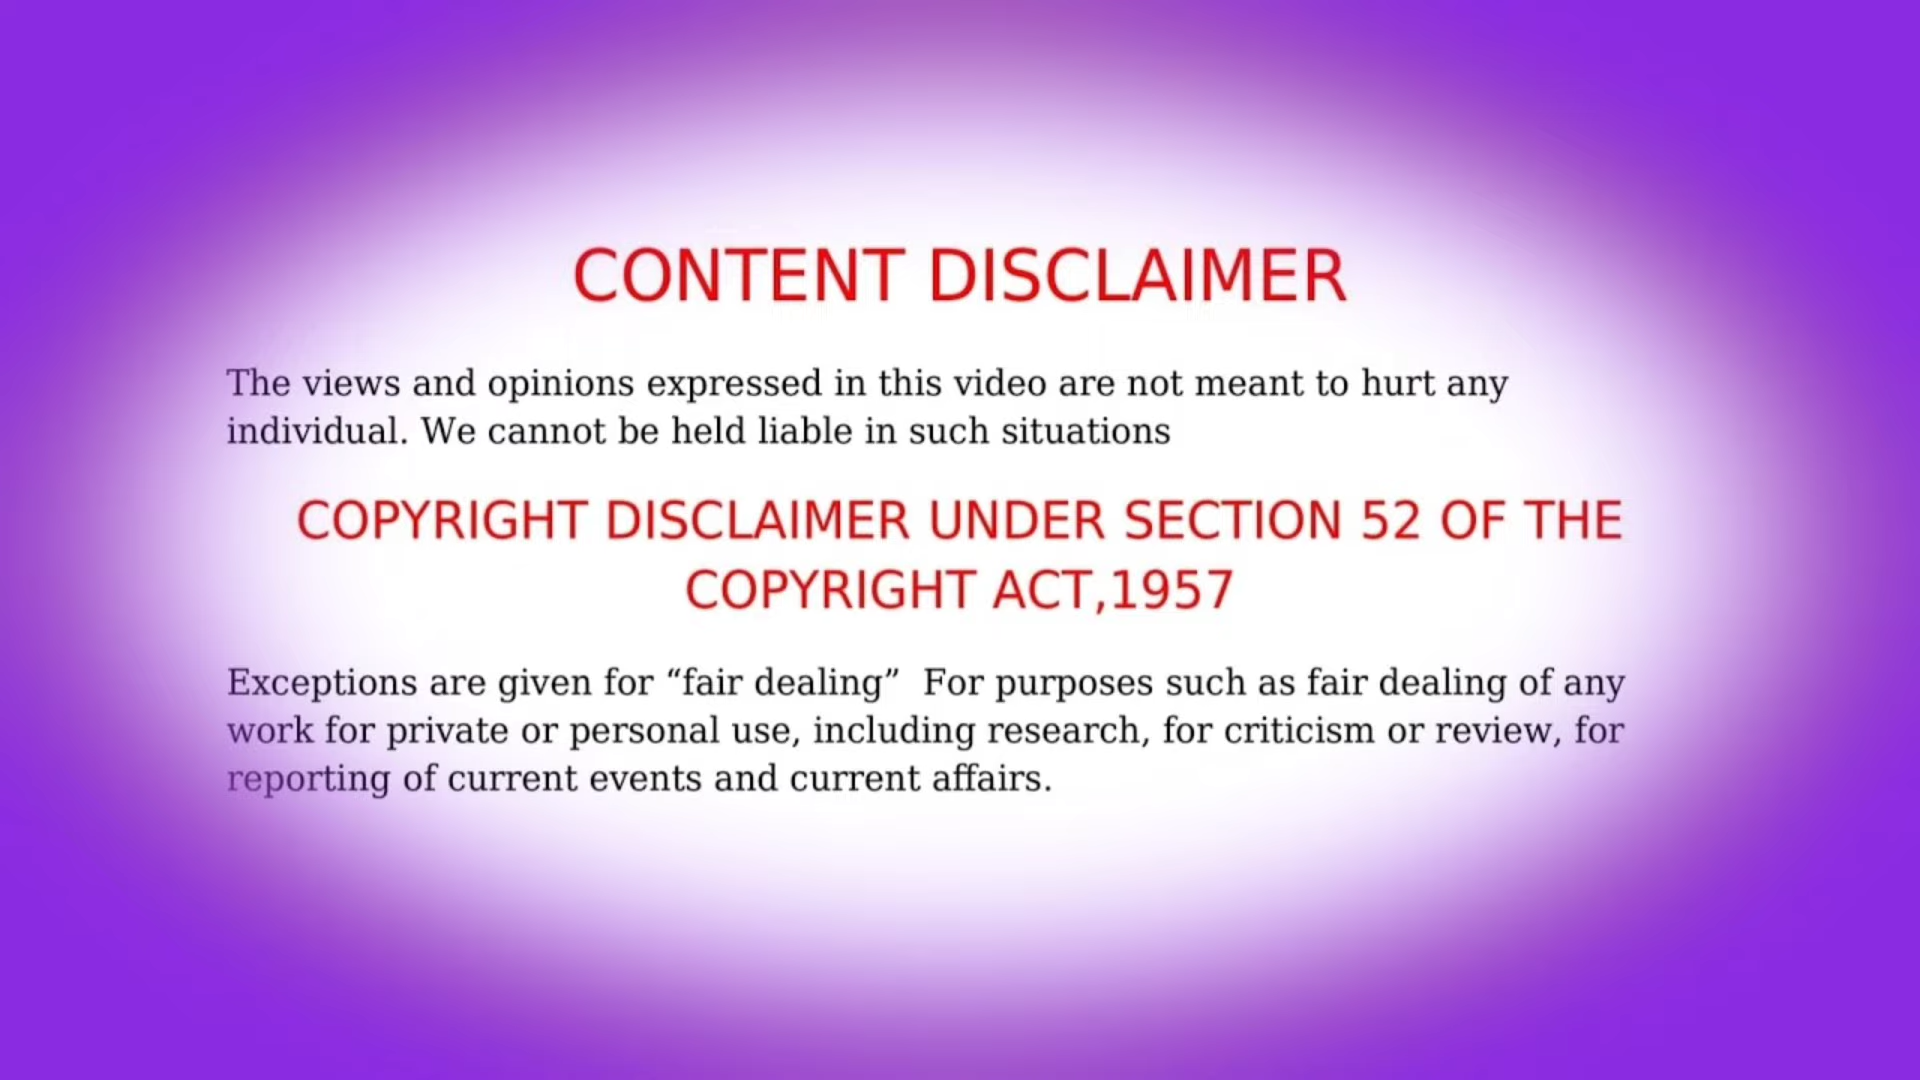 CONTENT DISCLAIMER
The views and opinions expressed in this video are not meant to hurt any
individual. We cannot be held liable in such situations
COPYRIGHT DISCLAIMER UNDER SECTION 52 OF THE
COPYRIGHT ACT,1957
Exceptions are given for “fair dealing”  For purposes such as fair dealing of any
work for private or personal use, including research, for criticism or review, for
reporting of current events and current affairs.